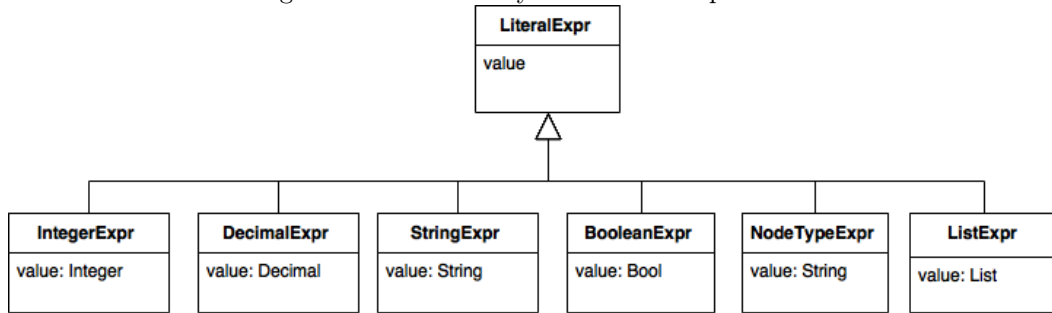 LiteralExpr
value
IntegerExpr
value: Integer
DecimalExpr
value: Decimal
StringExpr
value: String
BooleanExpr
value: Bool
NodeTypeExpr
value: String
ListExpr
value: List